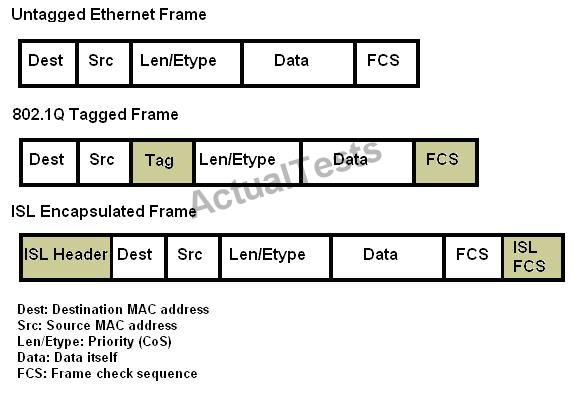 Untagged Ethernet Frame
Dest Src Len/Etype Data FCS
802.1Q Tagged Frame
Dest Src Tag Len/Etype Data FCS
ActualTests
ISL Encapsulated Frame
ISL Header Dest Src Len/Etype Data FCS ISL FCS
Dest: Destination MAC address
Src: Source MAC address
Len/Etype: Priority (CoS)
Data: Data itself
FCS: Frame check sequence